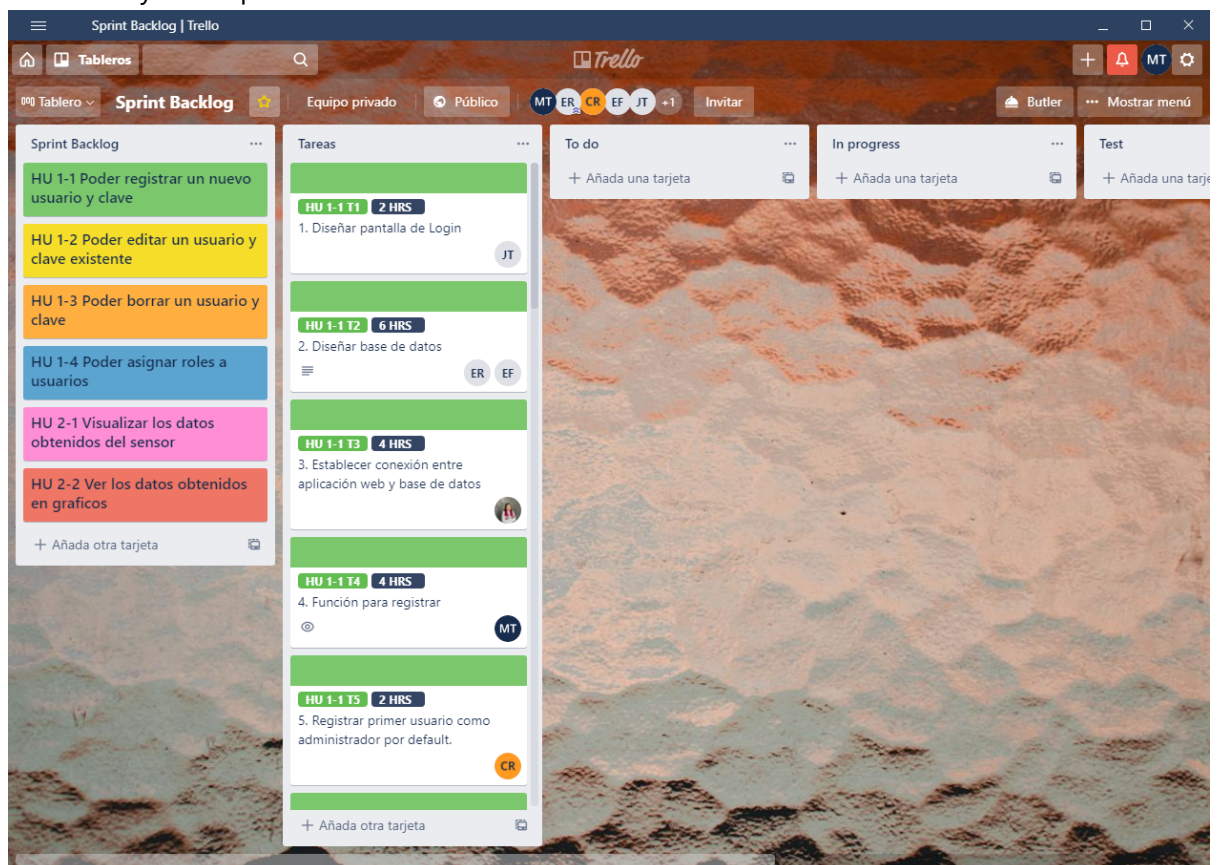 Sprint Backlog | Trello
Tableros
Trello
MT
Tablero
Sprint Backlog
Equipo privado
Público
MT ER CR EF JT +1
Invitar
Butler
Mostrar menú
Sprint Backlog
HU 1-1 Poder registrar un nuevo
usuario y clave
HU 1-2 Poder editar un usuario y
clave existente
HU 1-3 Poder borrar un usuario y
clave
HU 1-4 Poder asignar roles a
usuarios
HU 2-1 Visualizar los datos
obtenidos del sensor
HU 2-2 Ver los datos obtenidos
en graficos
+ Añada otra tarjeta
Tareas
HU 1-1 T1 2 HRS
1. Diseñar pantalla de Login
JT
HU 1-1 T2 6 HRS
2. Diseñar base de datos
ER EF
HU 1-1 T3 4 HRS
3. Establecer conexión entre
aplicación web y base de datos
HU 1-1 T4 4 HRS
4. Función para registrar
MT
HU 1-1 T5 2 HRS
5. Registrar primer usuario como
administrador por default.
CR
+ Añada otra tarjeta
To do
+ Añada una tarjeta
In progress
+ Añada una tarjeta
Test
+ Añada una tarje